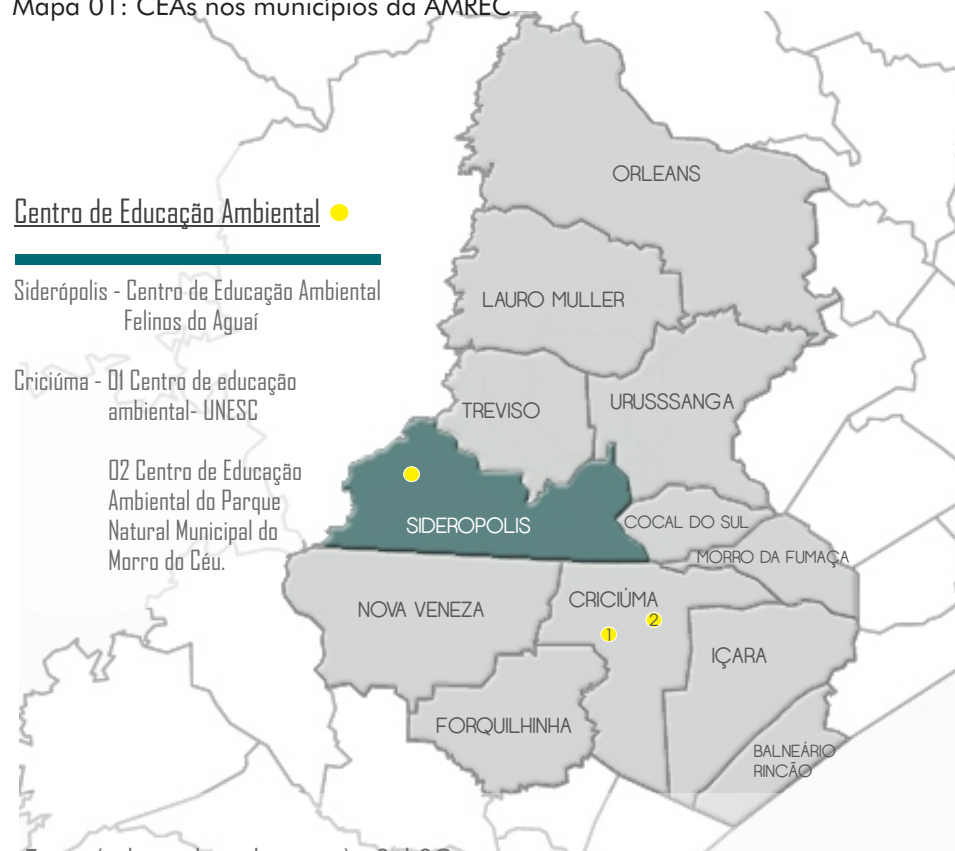 Mapa 01: CEAs nos municípios da AMREC
Centro de Educação Ambiental
Siderópolis - Centro de Educação Ambiental
Felinos do Aguaí
Criciúma - 01 Centro de educação
ambiental- UNESC
02 Centro de Educação
Ambiental do Parque
Natural Municipal do
Morro do Céu.
ORLEANS
LAURO MULLER
TREVISO
URUSSSANGA
SIDEROPOLIS
COCAL DO SUL
MORRO DA FUMAÇA
NOVA VENEZA
CRICIÚMA
1
2
IÇARA
FORQUILHINHA
BALNEÁRIO
RINCÃO